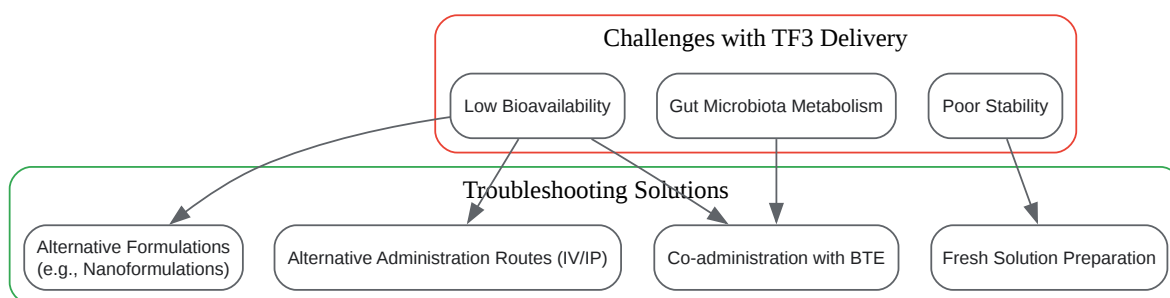 Challenges with TF3 Delivery
Low Bioavailability
Gut Microbiota Metabolism
Poor Stability
Troubleshooting Solutions
Alternative Formulations
(e.g., Nanoformulations)
Alternative Administration Routes (IV/IP)
Co-administration with BTE
Fresh Solution Preparation